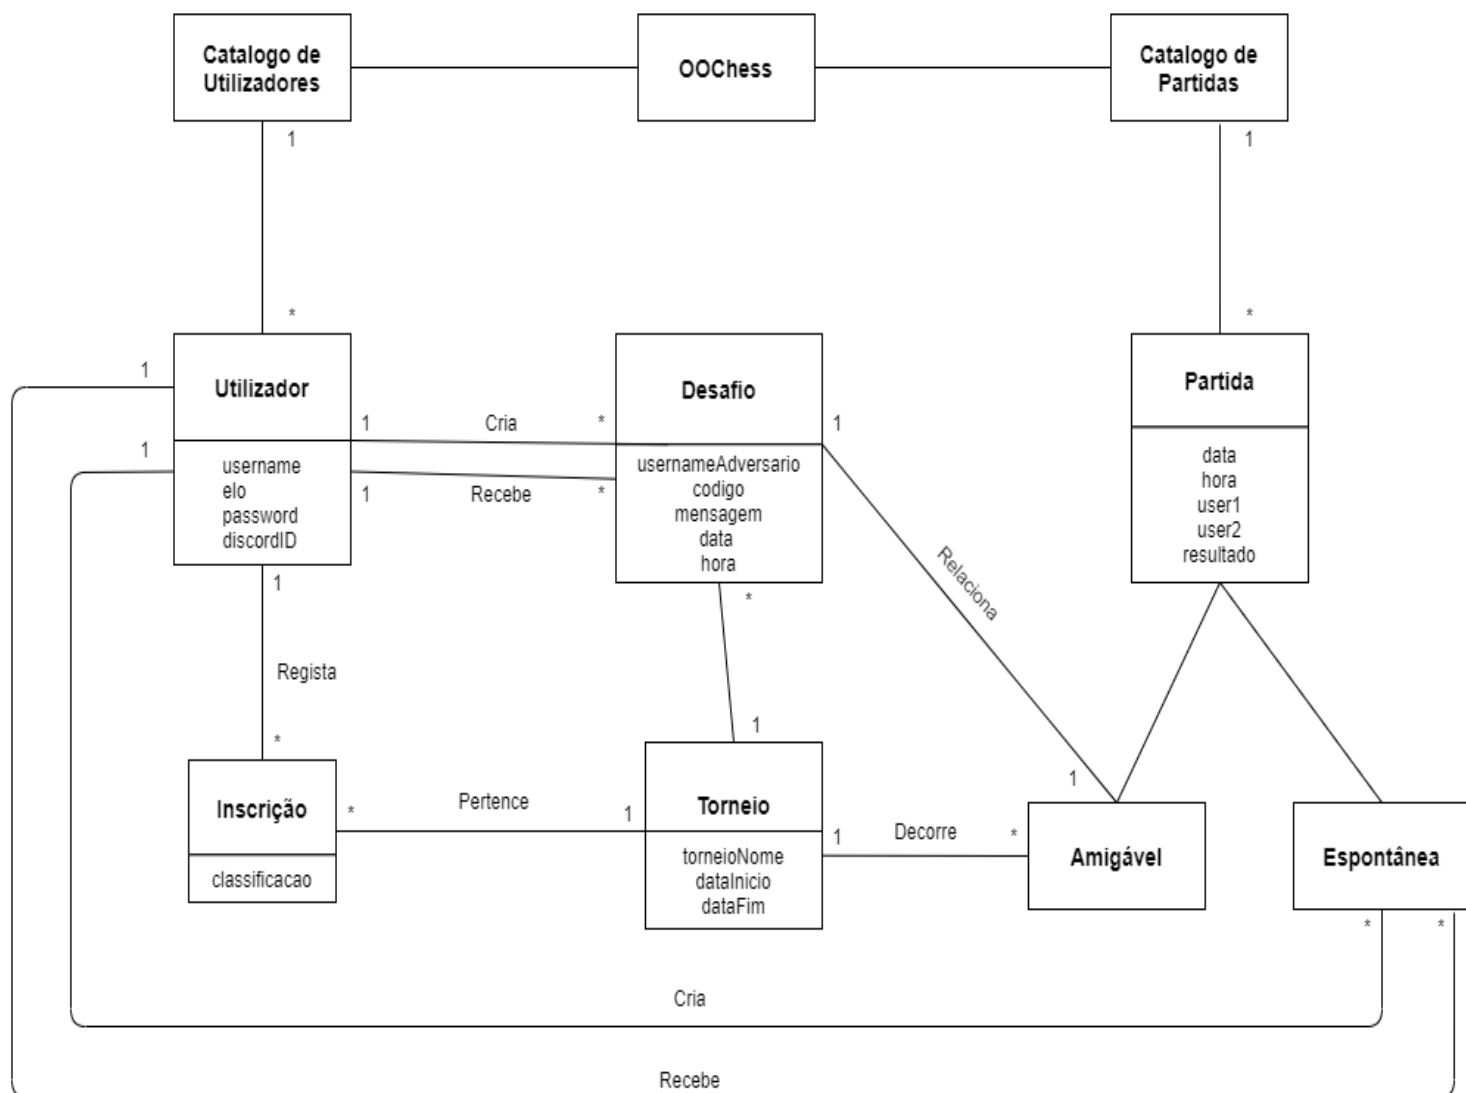 Catalogo de
Utilizadores
OOChess
Catalogo de
Partidas
1
1
*
*
1
Utilizador
1
username
elo
password
discordID
1
Cria
*
1
Recebe
*
Desafio
usernameAdversario
codigo
mensagem
data
hora
1
Relaciona
Partida
data
hora
user1
user2
resultado
1
Regista
*
*
1
Inscrição
classificacao
*
Pertence
1
Torneio
torneioNome
dataInicio
dataFim
1
Decorre
*
1
Amigável
Espontânea
*
*
Cria
Recebe